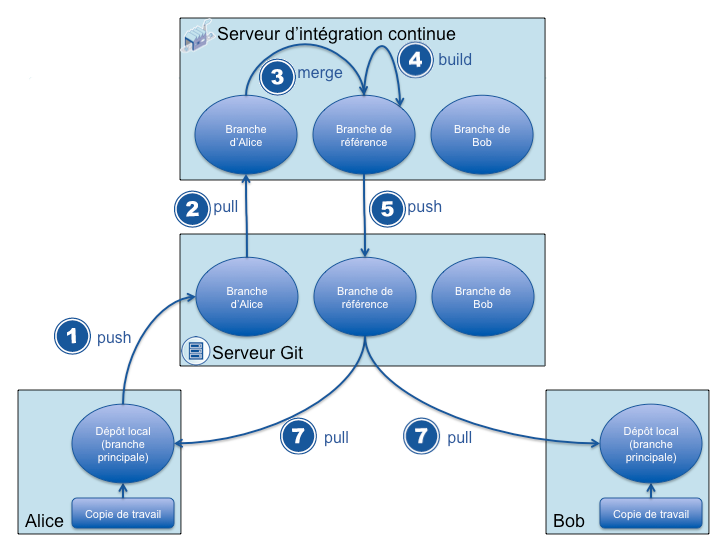 Serveur d'intégration continue
3 merge
4 build
Branche
d'Alice
Branche de
référence
Branche de
Bob
2 pull
5 push
Branche
d'Alice
Branche de
référence
Branche de
Bob
1 push
Serveur Git
7 pull
7 pull
Dépôt local
(branche
principale)
Copie de travail
Alice
Dépôt local
(branche
principale)
Copie de travail
Bob